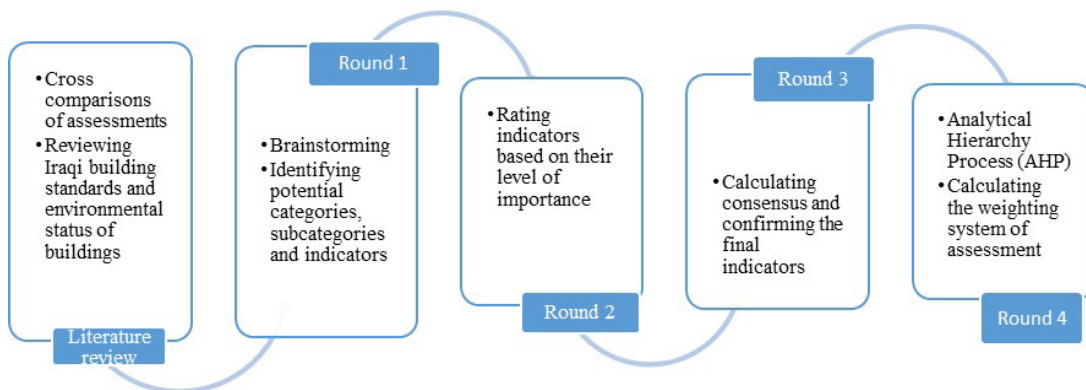 • Cross
comparisons
of assessments
• Reviewing
Iraqi building
standards and
environmental
status of
buildings
Literature
review
Round 1
• Brainstorming
• Identifying
potential
categories,
subcategories
and indicators
• Rating
indicators
based on their
level of
importance
Round 2
Round 3
• Calculating
consensus and
confirming the
final
indicators
• Analytical
Hierarchy
Process (AHP)
• Calculating
the weighting
system of
assessment
Round 4